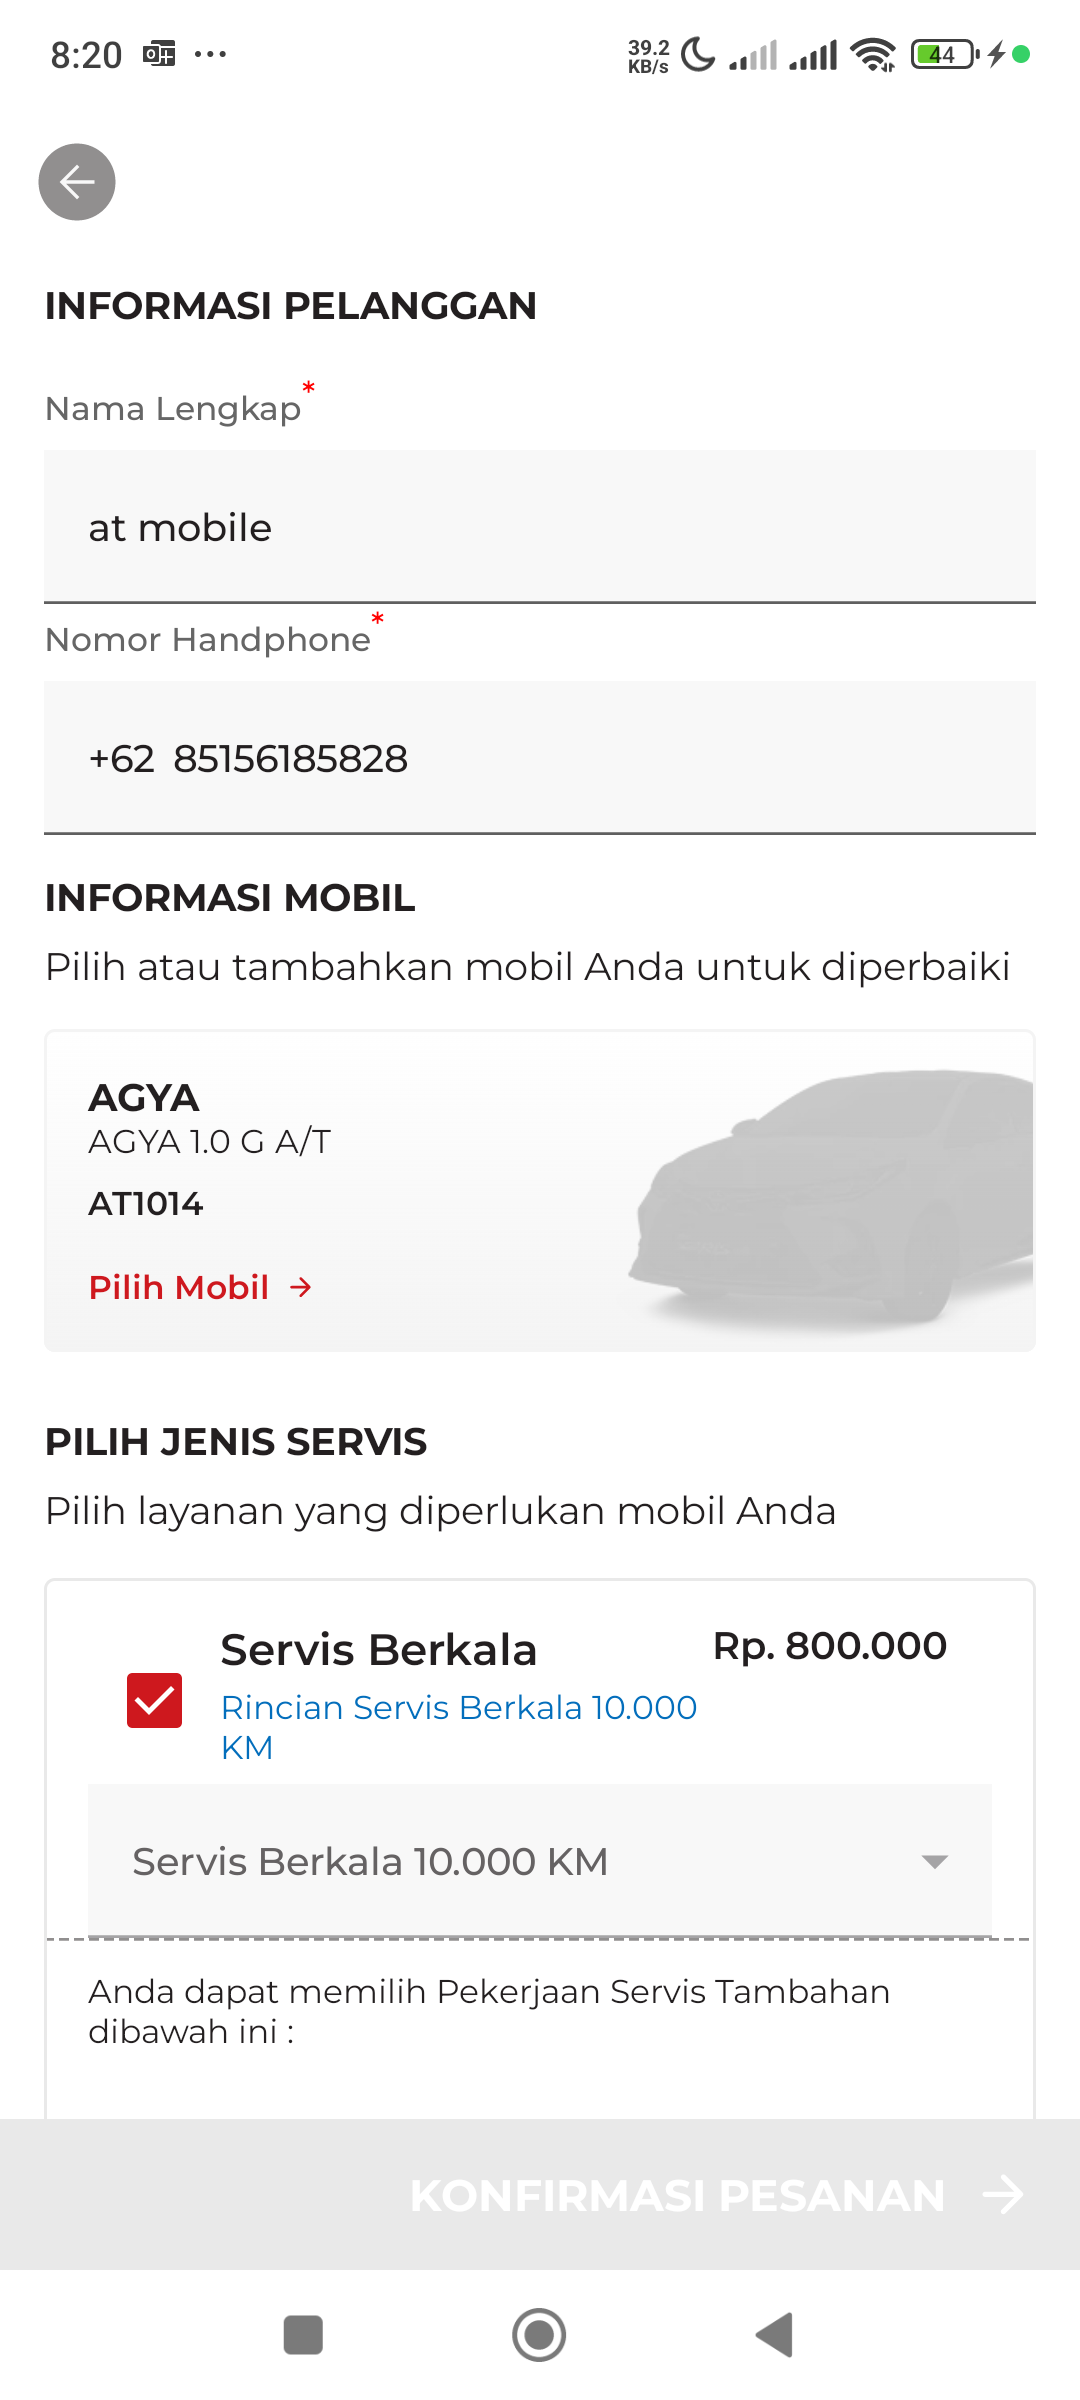 8:20
39.2
KB/s
44
INFORMASI PELANGGAN
Nama Lengkap*
at mobile
Nomor Handphone*
+62 85156185828
INFORMASI MOBIL
Pilih atau tambahkan mobil Anda untuk diperbaiki
AGYA
AGYA 1.0 G A/T
AT1014
Pilih Mobil →
PILIH JENIS SERVIS
Pilih layanan yang diperlukan mobil Anda
Servis Berkala
Rp. 800.000
Rincian Servis Berkala 10.000
KM
Servis Berkala 10.000 KM
Anda dapat memilih Pekerjaan Servis Tambahan
dibawah ini :
KONFIRMASI PESANAN →